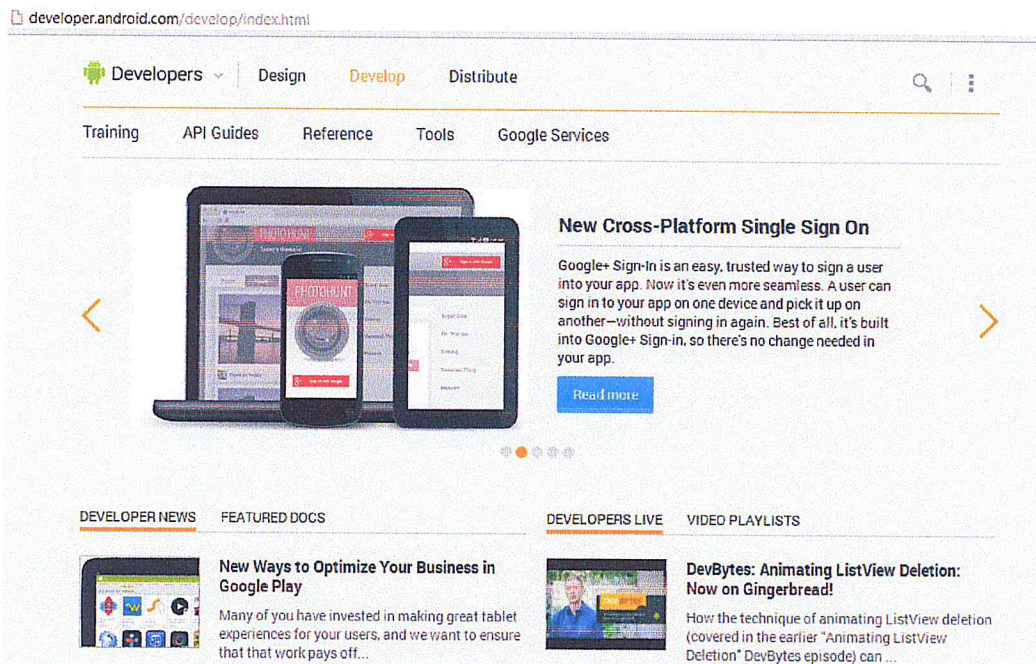 developer.android.com/develop/index.html
Developers Design Develop Distribute
Training API Guides Reference Tools Google Services
PHOTOHUNT
PHOTOHUNT
New Cross-Platform Single Sign On
Google+ Sign-In is an easy, trusted way to sign a user
into your app. Now it's even more seamless. A user can
sign in to your app on one device and pick it up on
another—without signing in again. Best of all, it's built
into Google+ Sign-in, so there's no change needed in
your app.
Read more
DEVELOPER NEWS FEATURED DOCS
New Ways to Optimize Your Business in
Google Play
Many of you have invested in making great tablet
experiences for your users, and we want to ensure
that that work pays off...
DEVELOPERS LIVE VIDEO PLAYLISTS
DevBytes: Animating ListView Deletion:
Now on Gingerbread!
How the technique of animating ListView deletion
(covered in the earlier "Animating ListView
Deletion" DevBytes episode) can ...